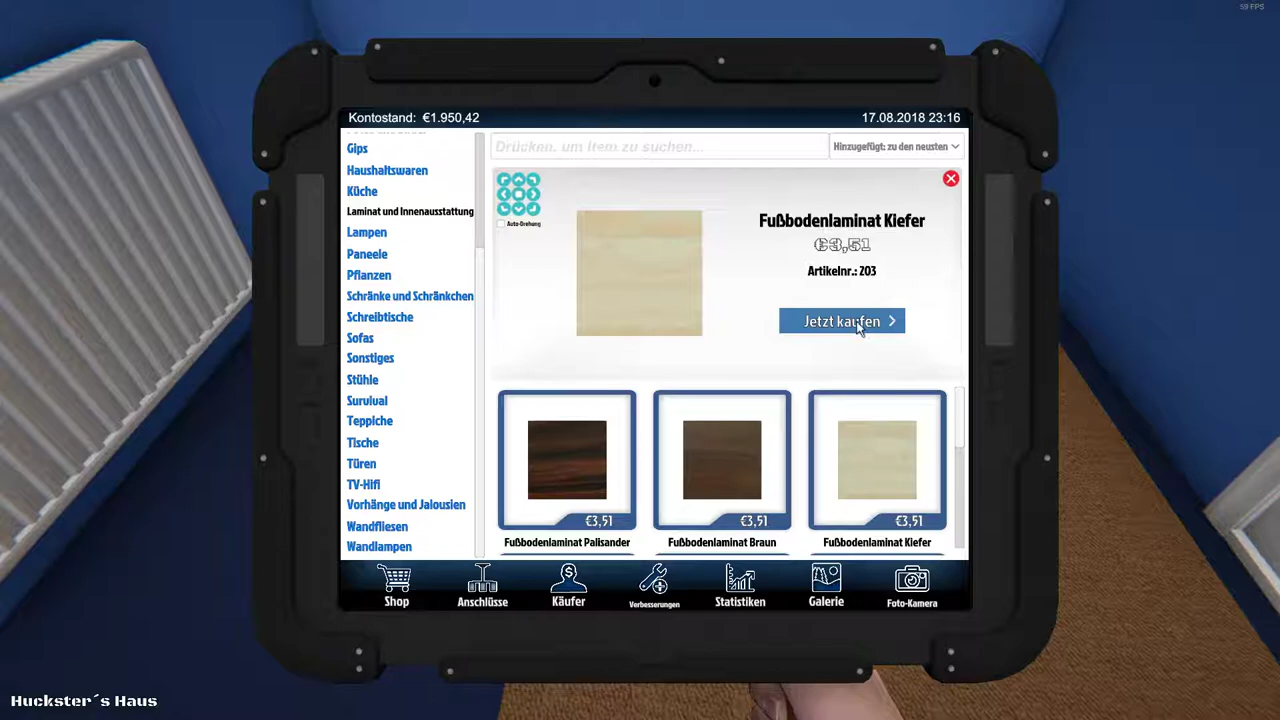 59 FPS
Kontostand: €1.950,42
17.08.2018 23:16
Gips
Haushaltswaren
Küche
Laminat und Innenausstattung
Lampen
Paneele
Pflanzen
Schränke und Schränkchen
Schreibtische
Sofas
Sonstiges
Stühle
Survival
Teppiche
Tische
Türen
TV-Hifi
Vorhänge und Jalousien
Wandfliesen
Wandlampen
Drücken, um Item zu suchen...
Hinzugefügt: zu den neusten
Auto-Drehung
Fußbodenlaminat Kiefer
€3,51
Artikelnr.: 203
Jetzt kaufen
€3,51
€3,51
€3,51
Fußbodenlaminat Palisander
Fußbodenlaminat Braun
Fußbodenlaminat Kiefer
Shop
Anschlüsse
Käufer
Verbesserungen
Statistiken
Galerie
Foto-Kamera
Huckster´s Haus